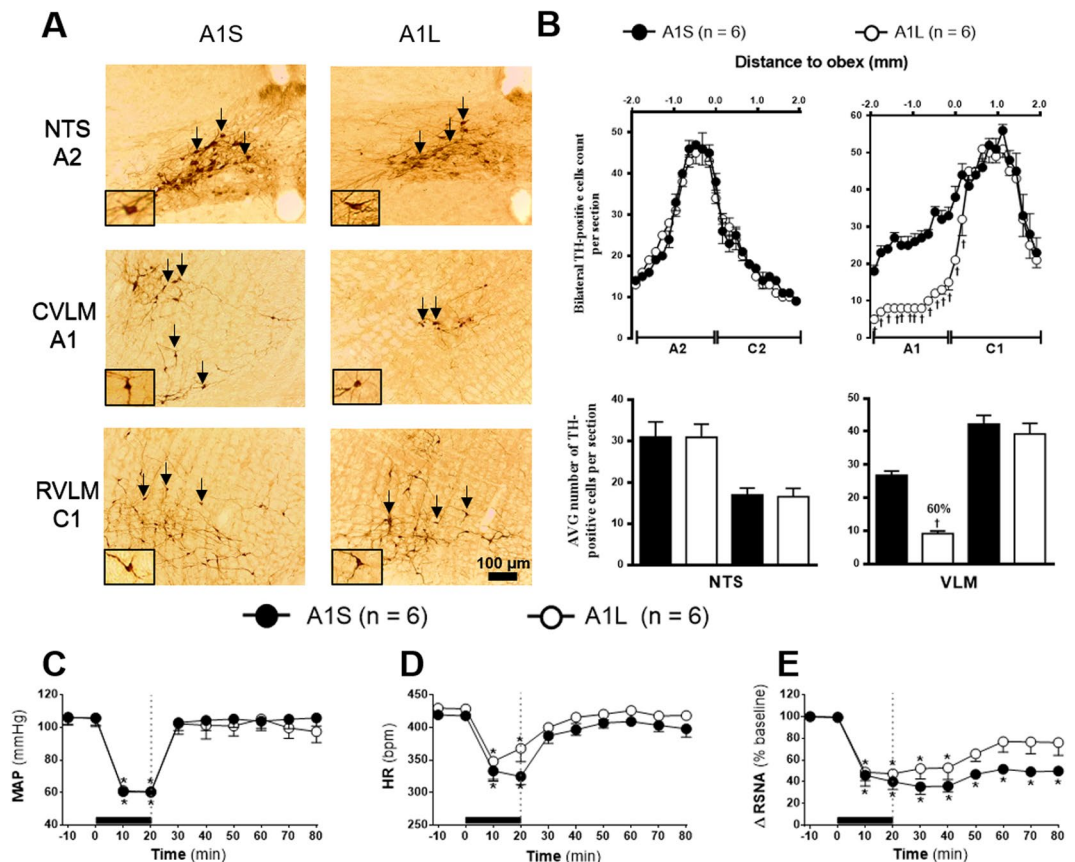 A
A1S A1L
NTS
A2
CVLM
A1
RVLM
C1
100 µm
B
A1S (n = 6) A1L (n = 6)
Distance to obex (mm)
-2.0 -1.0 0.0 1.0 2.0 -2.0 -1.0 0.0 1.0 2.0
Bilateral TH-positive cells count
per section
50
40
30
20
10
0
60
50
40
30
20
10
0
† † † † † † † † † † † †
A2 C2 A1 C1
AVG number of TH-
positive cells per section
40
30
20
10
0
NTS
50
40
30
20
10
0
60%
†
VLM
A1S (n = 6) A1L (n = 6)
C
MAP (mmHg)
120
100
80
60
40
* *
* *
-10 0 10 20 30 40 50 60 70 80
Time (min)
D
HR (bpm)
450
400
350
300
250
* *
* *
-10 0 10 20 30 40 50 60 70 80
Time (min)
E
Δ RSNA (% baseline)
120
100
80
60
40
20
0
* * * *
* * * * * * * *
-10 0 10 20 30 40 50 60 70 80
Time (min)